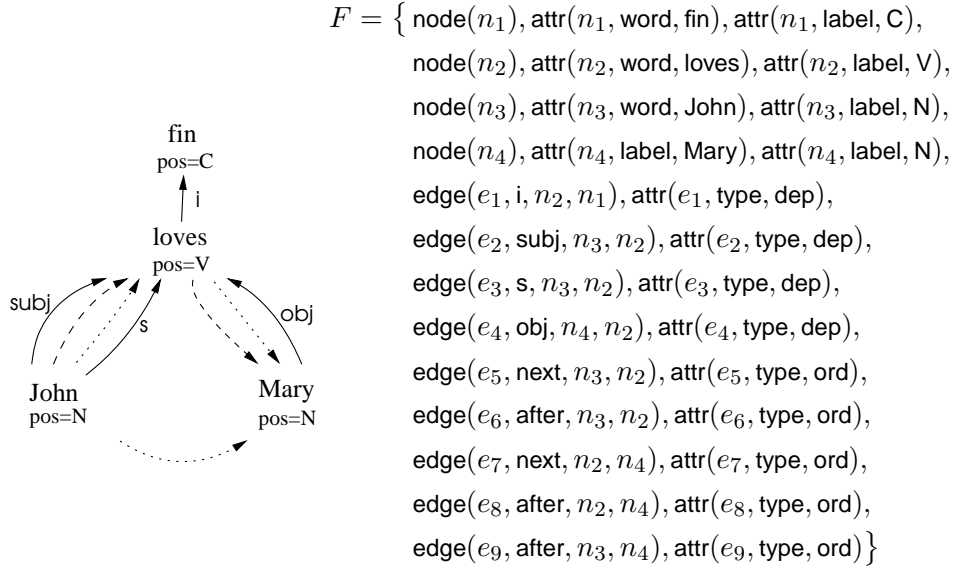 F = { node(n₁), attr(n₁, word, fin), attr(n₁, label, C),
node(n₂), attr(n₂, word, loves), attr(n₂, label, V),
node(n₃), attr(n₃, word, John), attr(n₃, label, N),
node(n₄), attr(n₄, label, Mary), attr(n₄, label, N),
edge(e₁, i, n₂, n₁), attr(e₁, type, dep),
edge(e₂, subj, n₃, n₂), attr(e₂, type, dep),
edge(e₃, s, n₃, n₂), attr(e₃, type, dep),
edge(e₄, obj, n₄, n₂), attr(e₄, type, dep),
edge(e₅, next, n₃, n₂), attr(e₅, type, ord),
edge(e₆, after, n₃, n₂), attr(e₆, type, ord),
edge(e₇, next, n₂, n₄), attr(e₇, type, ord),
edge(e₈, after, n₂, n₄), attr(e₈, type, ord),
edge(e₉, after, n₃, n₄), attr(e₉, type, ord)}
fin
pos=C
i
loves
pos=V
subj
s
obj
John
pos=N
Mary
pos=N